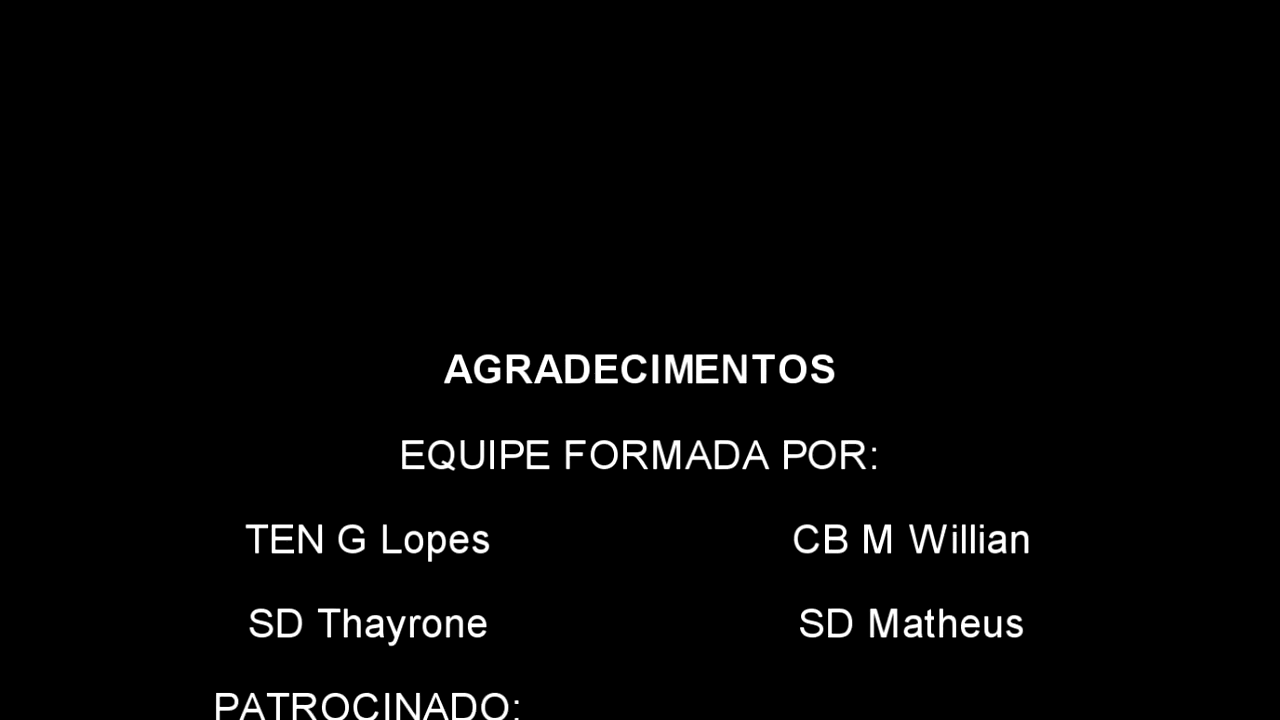 AGRADECIMENTOS
EQUIPE FORMADA POR:
TEN G Lopes CB M Willian
SD Thayrone SD Matheus
PATROCINADO: